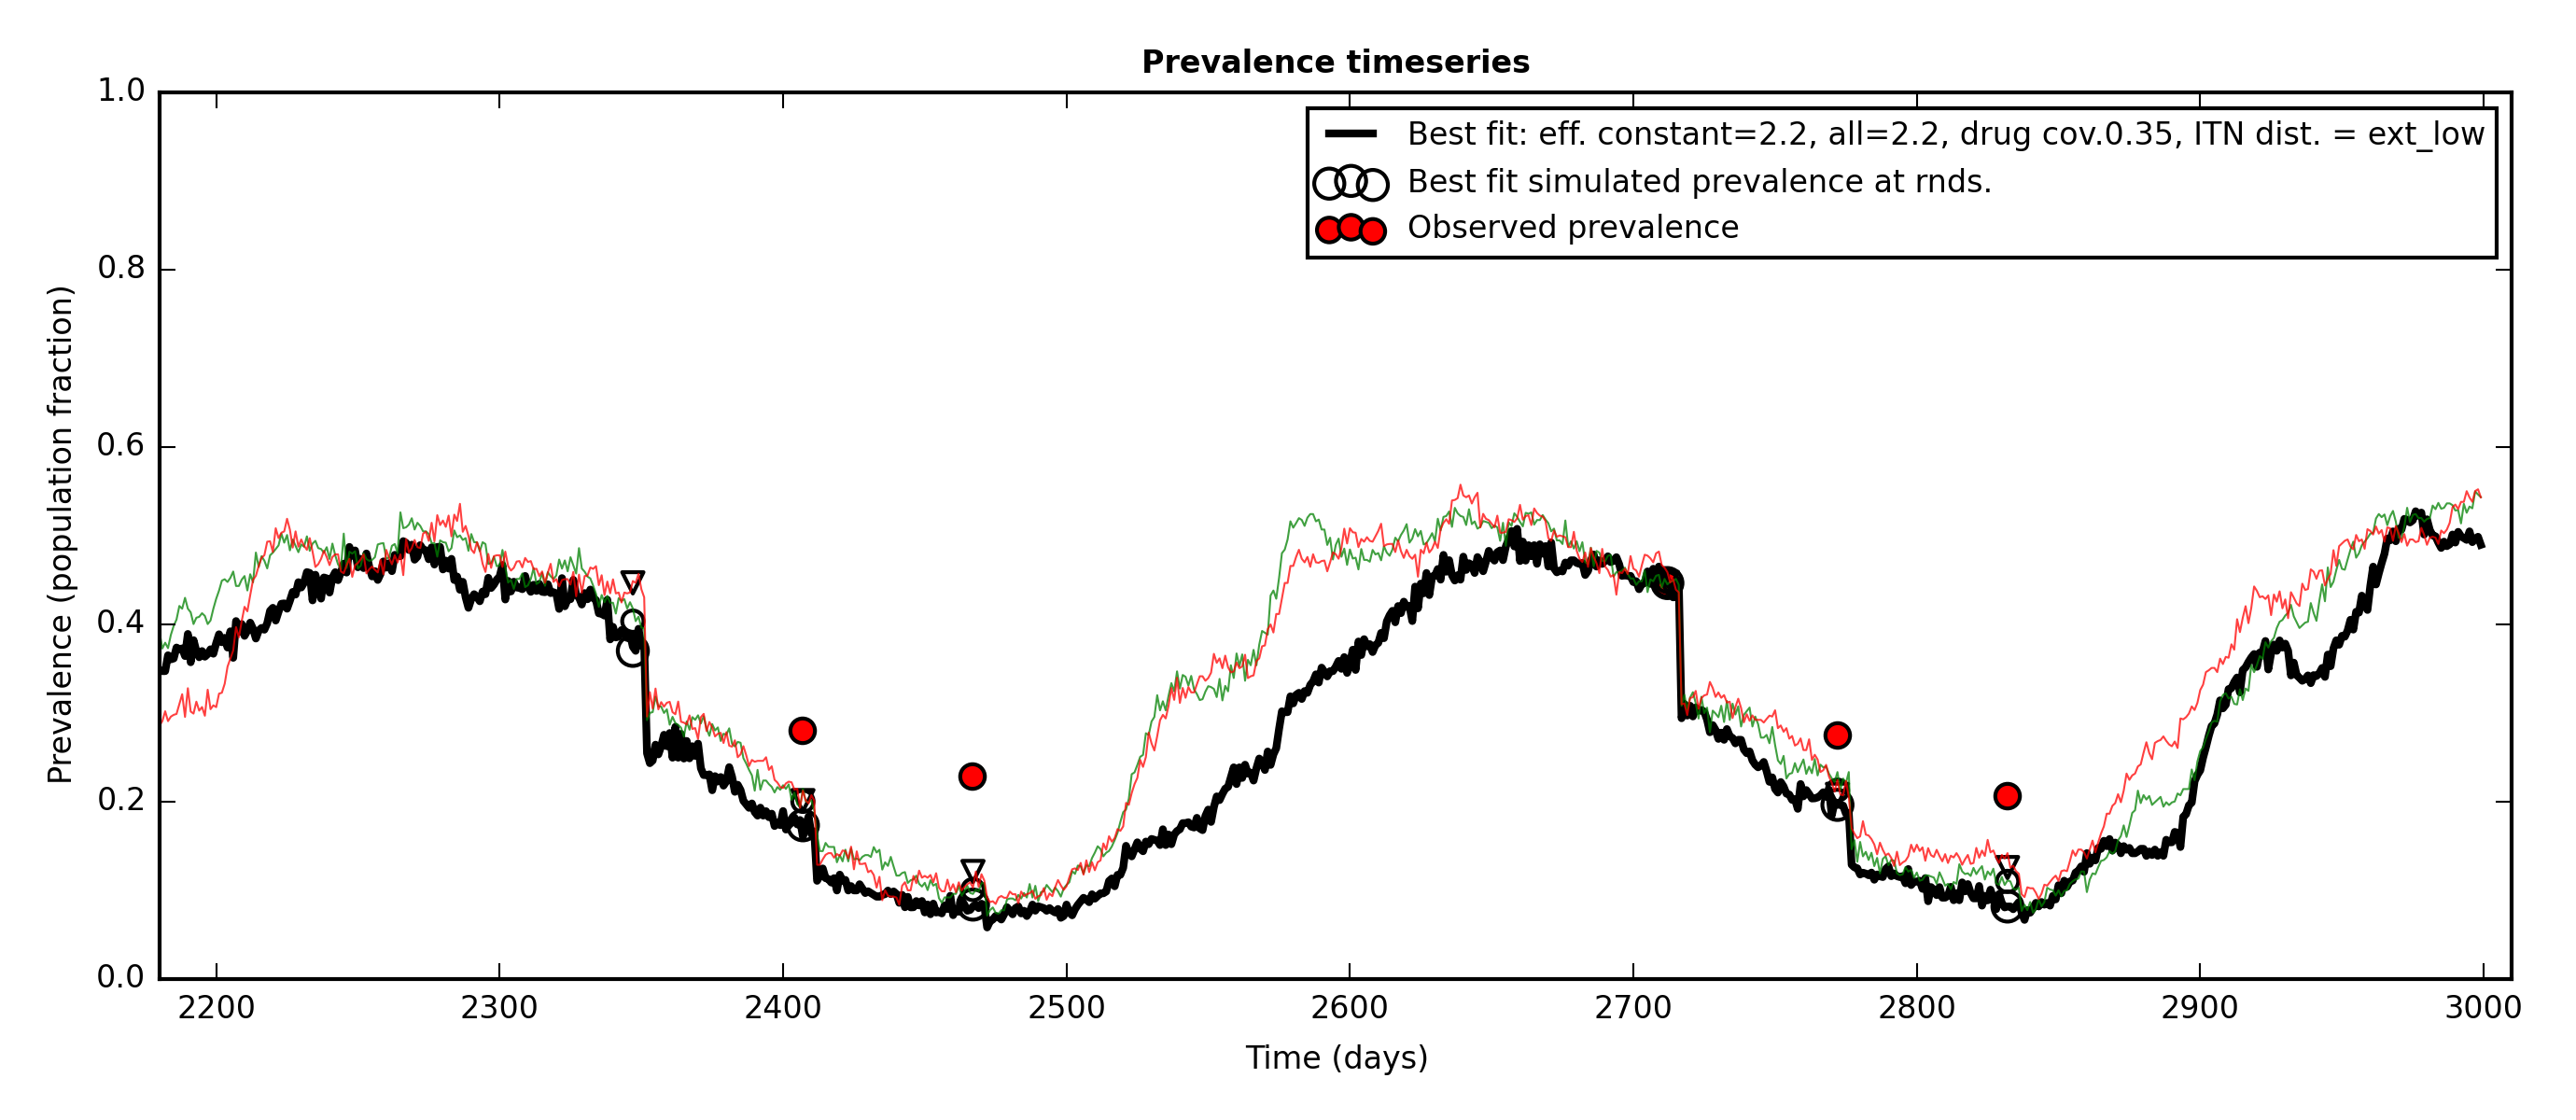 Prevalence timeseries
1.0
0.8
0.6
0.4
0.2
0.0
Prevalence (population fraction)
Best fit: eff. constant=2.2, all=2.2, drug cov.0.35, ITN dist. = ext_low
Best fit simulated prevalence at rnds.
Observed prevalence
2200 2300 2400 2500 2600 2700 2800 2900 3000
Time (days)